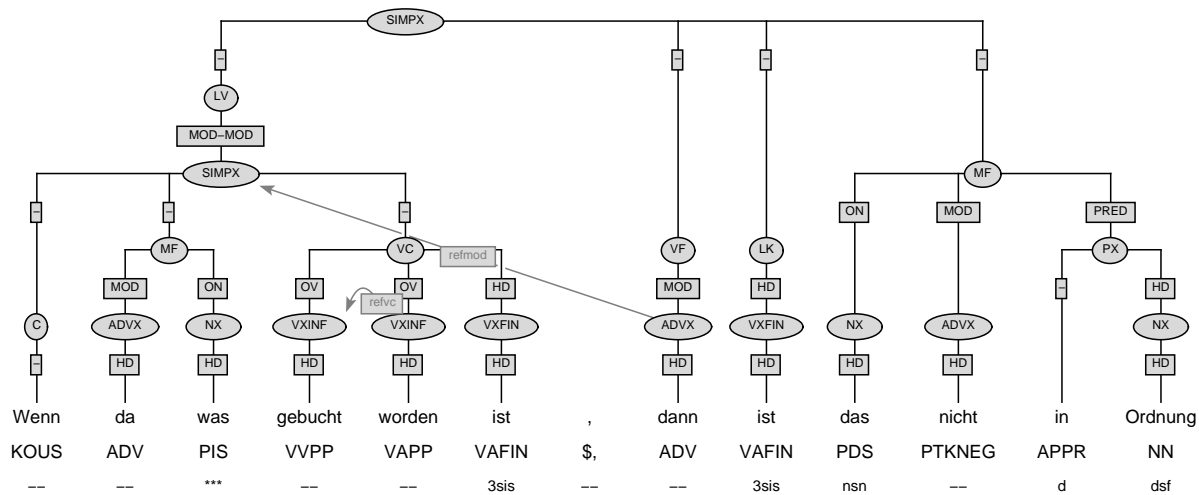 SIMPX
– – – –
LV
MOD–MOD
SIMPX MF
– – – ON MOD PRED
MF VC refmod VF LK PX
MOD ON OV refvc OV HD MOD HD – HD
C ADVX NX VXINF VXINF VXFIN ADVX VXFIN NX ADVX NX
– HD HD HD HD HD HD HD HD HD HD
Wenn da was gebucht worden ist , dann ist das nicht in Ordnung
KOUS ADV PIS VVPP VAPP VAFIN $, ADV VAFIN PDS PTKNEG APPR NN
–– –– *** –– –– 3sis –– –– 3sis nsn –– d dsf